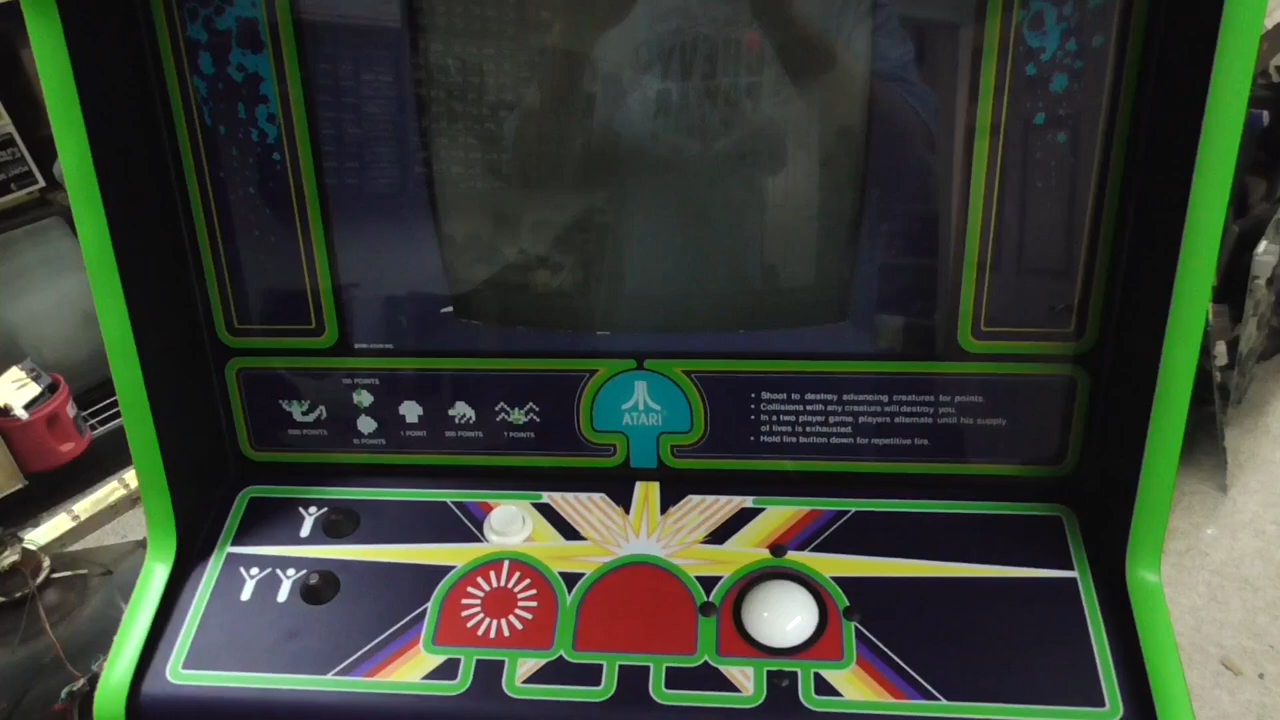 100 POINTS
1000 POINTS
10 POINTS
1 POINT
? POINTS
ATARI
• Shoot to destroy advancing creatures for points.
• Collisions with any creature will destroy you.
• In a two player game, players alternate until his supply
of lives is exhausted.
• Hold fire button down for repetitive fire.